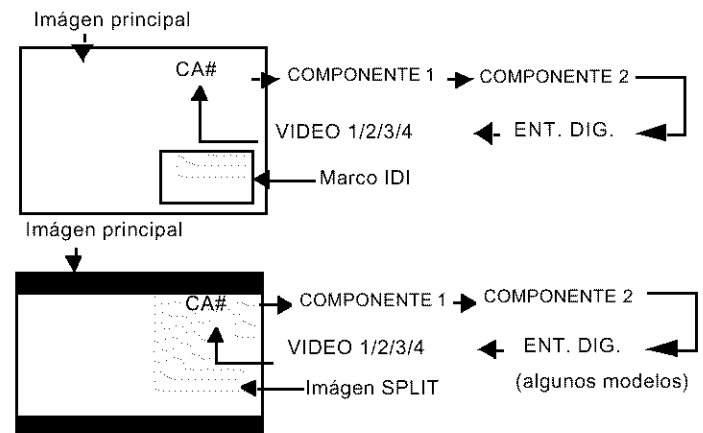 Imágen principal
CA#
COMPONENTE 1
COMPONENTE 2
VIDEO 1/2/3/4
ENT. DIG.
Marco IDI
Imágen principal
CA#
COMPONENTE 1
COMPONENTE 2
VIDEO 1/2/3/4
ENT. DIG.
Imágen SPLIT
(algunos modelos)